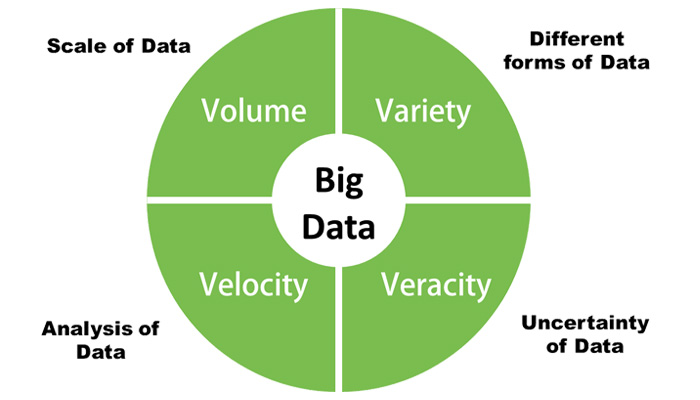 Scale of Data
Different
forms of Data
Volume
Variety
Big
Data
Velocity
Veracity
Analysis of
Data
Uncertainty
of Data